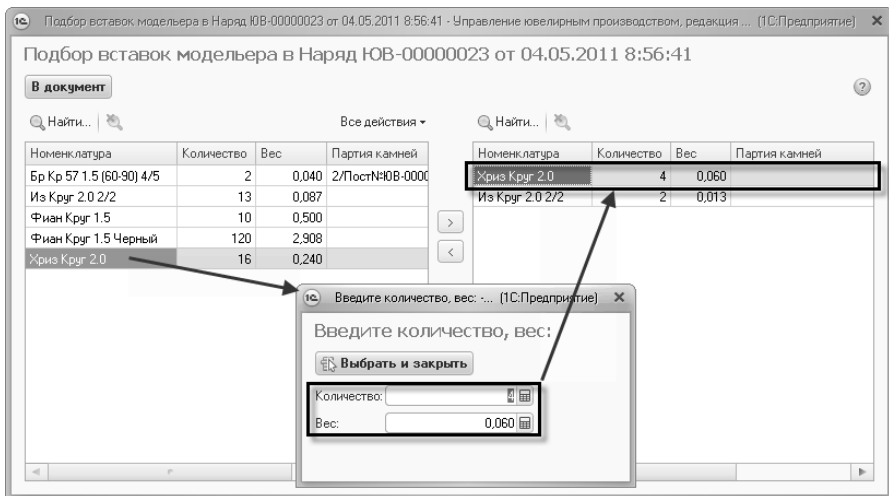 Подбор вставок модельера в Наряд ЮВ-00000023 от 04.05.2011 8:56:41 - Управление ювелирным производством, редакция ... (1С:Предприятие)
Подбор вставок модельера в Наряд ЮВ-00000023 от 04.05.2011 8:56:41
В документ
Найти... Все действия
Номенклатура Количество Вес Партия камней
Бр Кр 57 1.5 (60-90) 4/5 2 0,040 2/ПостN#ЮВ-0000
Из Круг 2.0 2/2 13 0,087
Фиан Круг 1.5 10 0,500
Фиан Круг 1.5 Черный 120 2,908
Хриз Круг 2.0 16 0,240
Найти...
Номенклатура Количество Вес Партия камней
Хриз Круг 2.0 4 0,060
Из Круг 2.0 2/2 2 0,013
Введите количество, вес: -... (1С:Предприятие)
Введите количество, вес:
Выбрать и закрыть
Количество: 4
Вес: 0,060